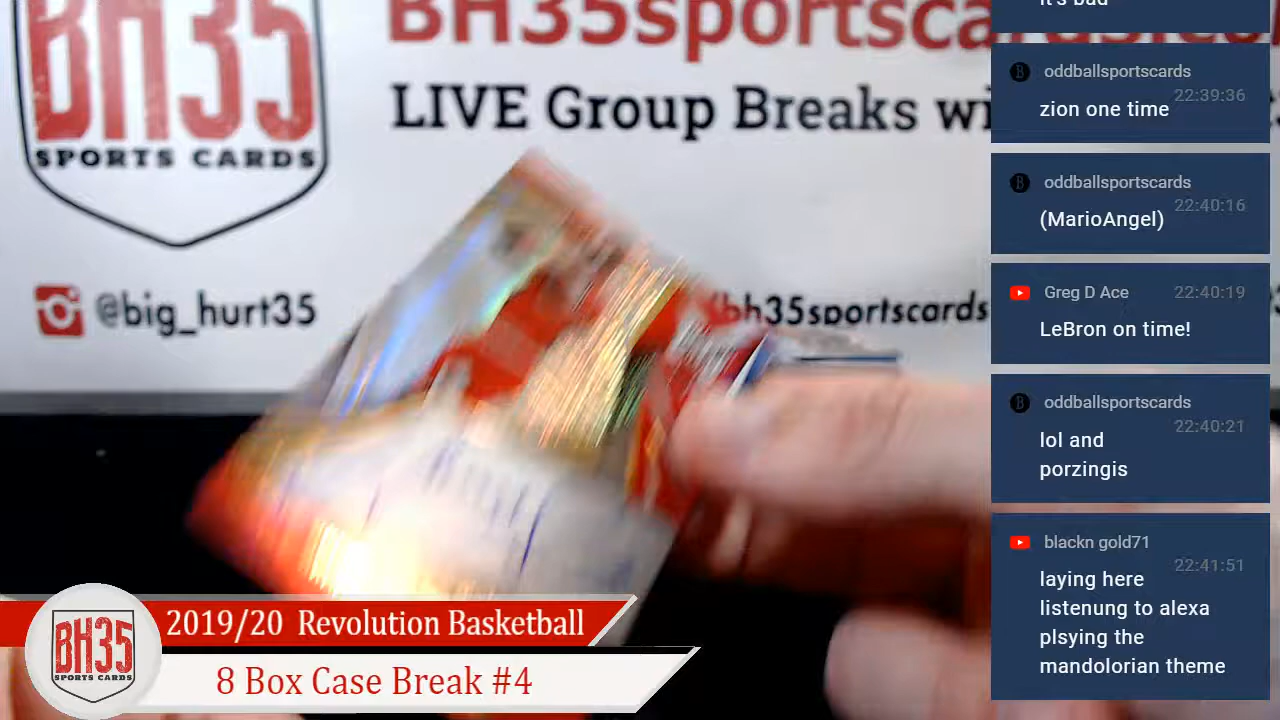 BH35
SPORTS CARDS
BH35sportscards.
LIVE Group Breaks wi
@big_hurt35
/bh35sportscards
it's bad
oddballsportscards
22:39:36
zion one time
oddballsportscards
22:40:16
(MarioAngel)
Greg D Ace 22:40:19
LeBron on time!
oddballsportscards
22:40:21
lol and
porzingis
blackn gold71
22:41:51
laying here
listenung to alexa
plsying the
mandolorian theme
BH35
SPORTS CARDS
2019/20 Revolution Basketball
8 Box Case Break #4